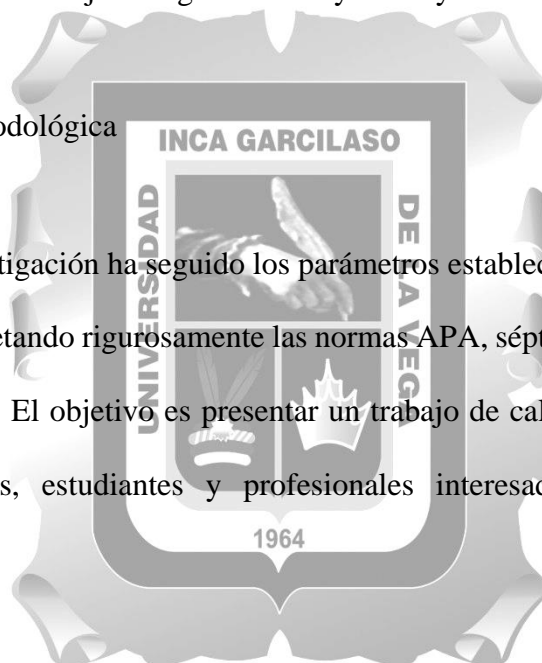 odológica
INCA GARCILASO
UNIVERSIDAD
DE LA VEGA
tigación ha seguido los parámetros establec
etando rigurosamente las normas APA, sépt
El objetivo es presentar un trabajo de cal
s, estudiantes y profesionales interesad
1964